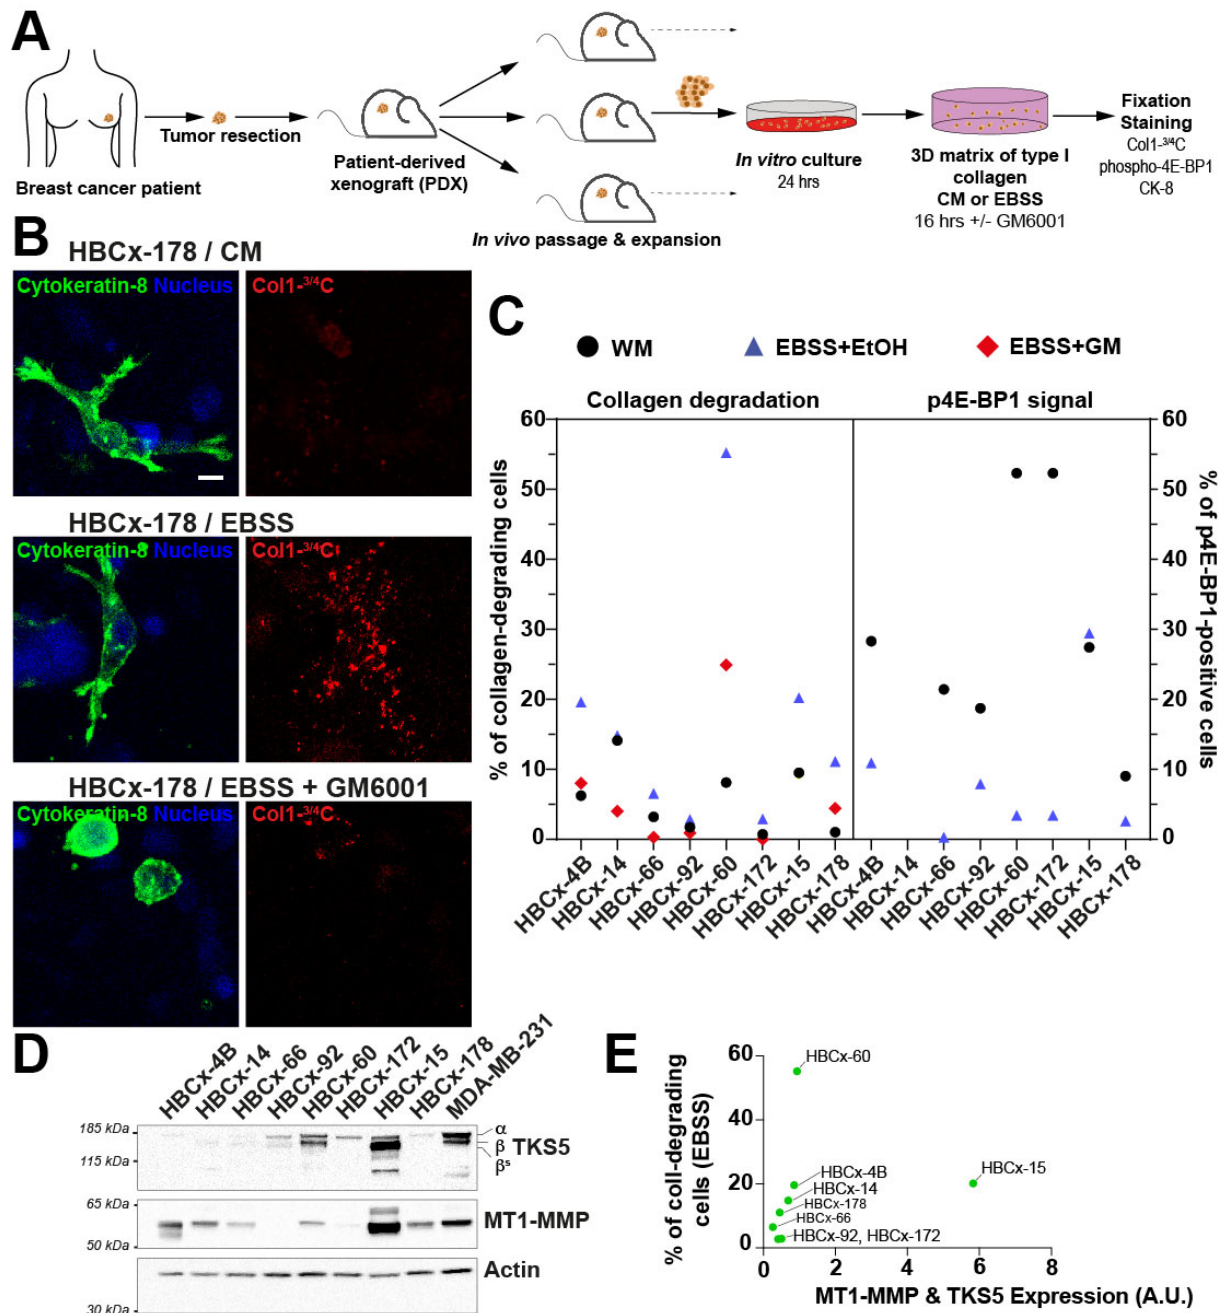 A
Breast cancer patient
Tumor resection
Patient-derived
xenograft (PDX)
In vivo passage & expansion
In vitro culture
24 hrs
3D matrix of type I
collagen
CM or EBSS
16 hrs +/- GM6001
Fixation
Staining
Col1-3/4C
phospho-4E-BP1
CK-8
B
HBCx-178 / CM
Cytokeratin-8 Nucleus
Col1-3/4C
HBCx-178 / EBSS
Cytokeratin-8 Nucleus
Col1-3/4C
HBCx-178 / EBSS + GM6001
Cytokeratin-8 Nucleus
Col1-3/4C
C
WM
EBSS+EtOH
EBSS+GM
Collagen degradation
p4E-BP1 signal
% of collagen-degrading cells
60
50
40
30
20
10
0
60
50
40
30
20
10
0
% of p4E-BP1-positive cells
HBCx-4B
HBCx-14
HBCx-66
HBCx-92
HBCx-60
HBCx-172
HBCx-15
HBCx-178
HBCx-4B
HBCx-14
HBCx-66
HBCx-92
HBCx-60
HBCx-172
HBCx-15
HBCx-178
D
HBCx-4B
HBCx-14
HBCx-66
HBCx-92
HBCx-60
HBCx-172
HBCx-15
HBCx-178
MDA-MB-231
185 kDa
115 kDa
α
β
βs
TKS5
65 kDa
50 kDa
MT1-MMP
Actin
30 kDa
E
% of coll-degrading
cells (EBSS)
60
40
20
0
HBCx-60
HBCx-4B
HBCx-14
HBCx-178
HBCx-66
HBCx-92, HBCx-172
HBCx-15
0
2
4
6
8
MT1-MMP & TKS5 Expression (A.U.)